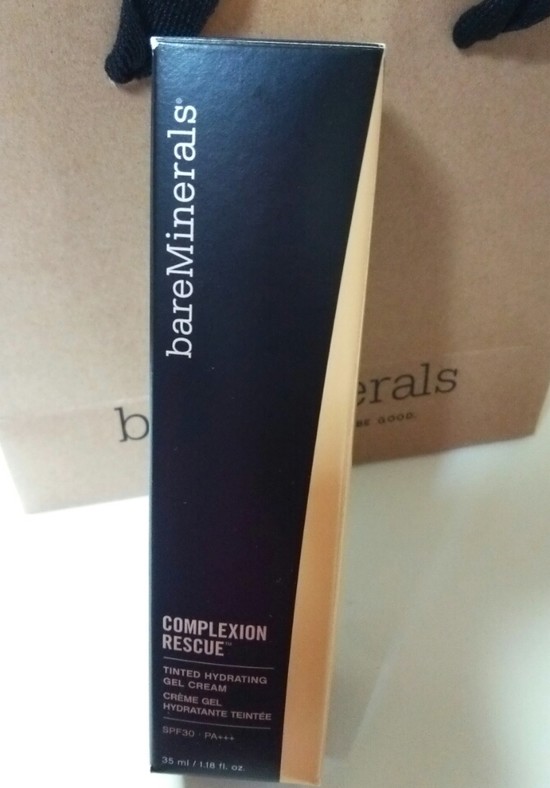 bareMinerals®
COMPLEXION
RESCUE™
TINTED HYDRATING
GEL CREAM
CRÈME GEL
HYDRATANTE TEINTÉE
SPF30 · PA+++
35 ml / 1.18 fl. oz.
b erals
BE GOOD.